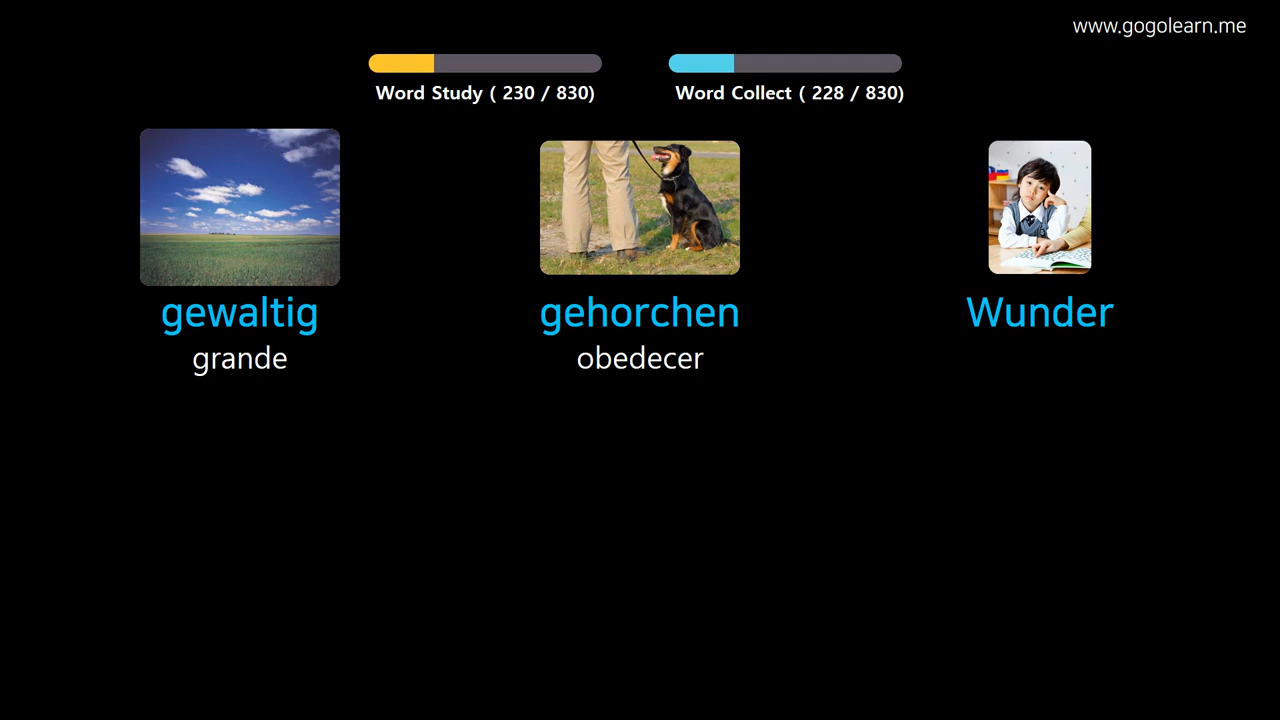 www.gogolearn.me
Word Study ( 230 / 830)
Word Collect ( 228 / 830)
gewaltig
gehorchen
Wunder
grande
obedecer